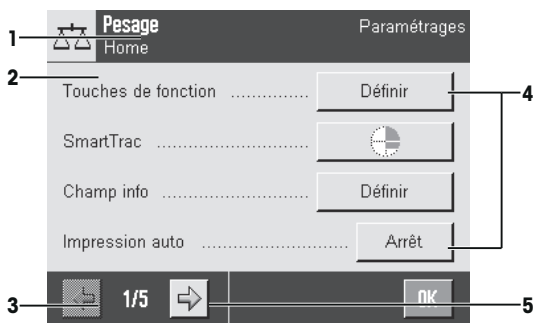 Pesage
Paramétrages
1
Home
2
Touches de fonction .............. Définir
4
SmartTrac ...........................
Champ info .......................... Définir
Impression auto .......................... Arrêt
3
1/5
OK
5